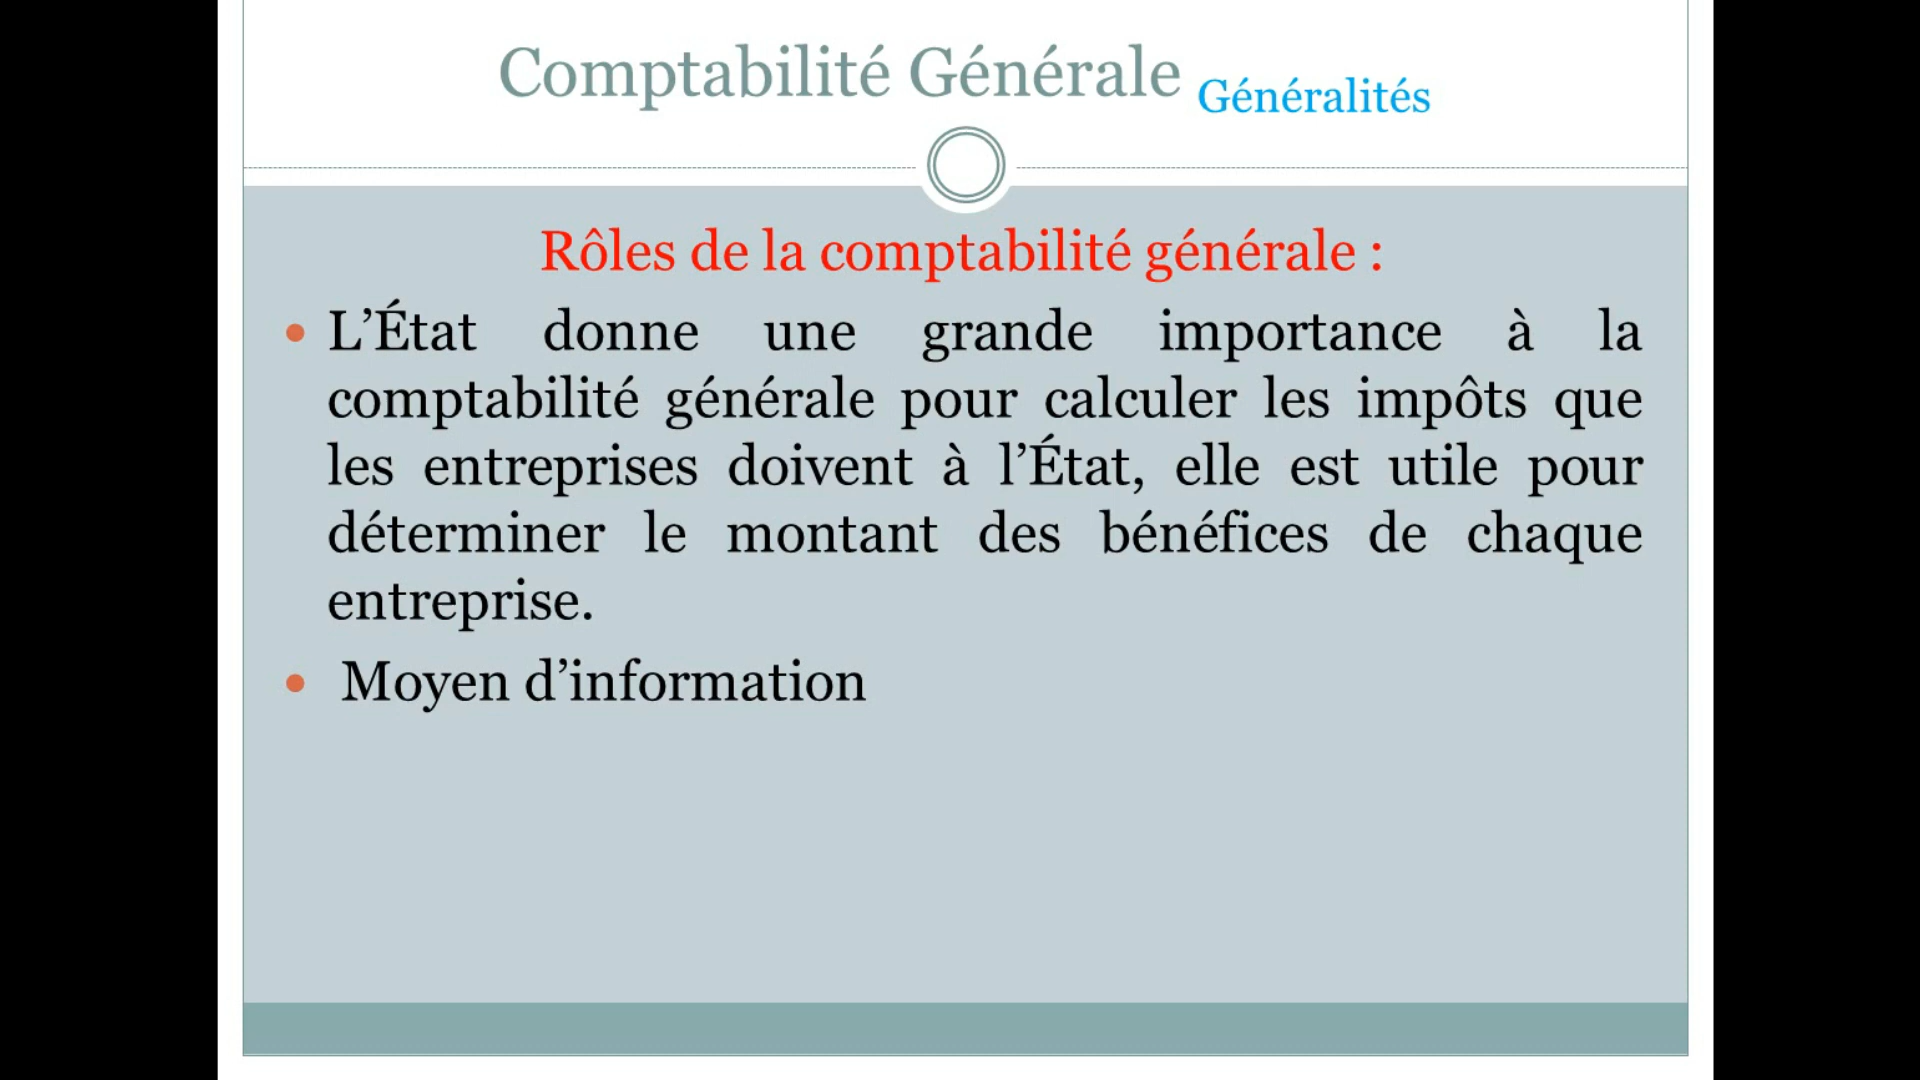 Comptabilité Générale Généralités
Rôles de la comptabilité générale :
• L’État donne une grande importance à la
comptabilité générale pour calculer les impôts que
les entreprises doivent à l’État, elle est utile pour
déterminer le montant des bénéfices de chaque
entreprise.
• Moyen d’information